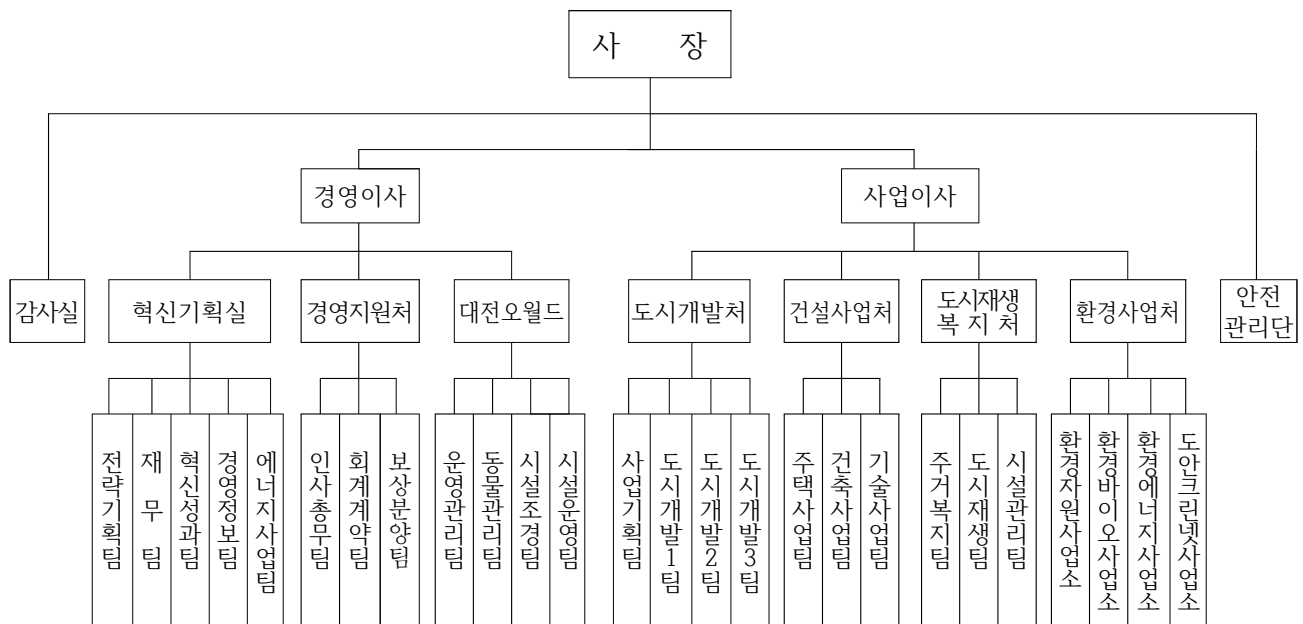 사 장
경영이사
사업이사
감사실
혁신기획실
경영지원처
대전오월드
도시개발처
건설사업처
도시재생
복지처
환경사업처
안전
관리단
전략기획팀
재무팀
혁신성과팀
경영정보팀
에너지사업팀
인사총무팀
회계계약팀
보상분양팀
운영관리팀
동물관리팀
시설조경팀
시설운영팀
사업기획팀
도시개발1팀
도시개발2팀
도시개발3팀
주택사업팀
건축사업팀
기술사업팀
주거복지팀
도시재생팀
시설관리팀
환경자원사업소
환경바이오사업소
환경에너지사업소
도안크린넷사업소